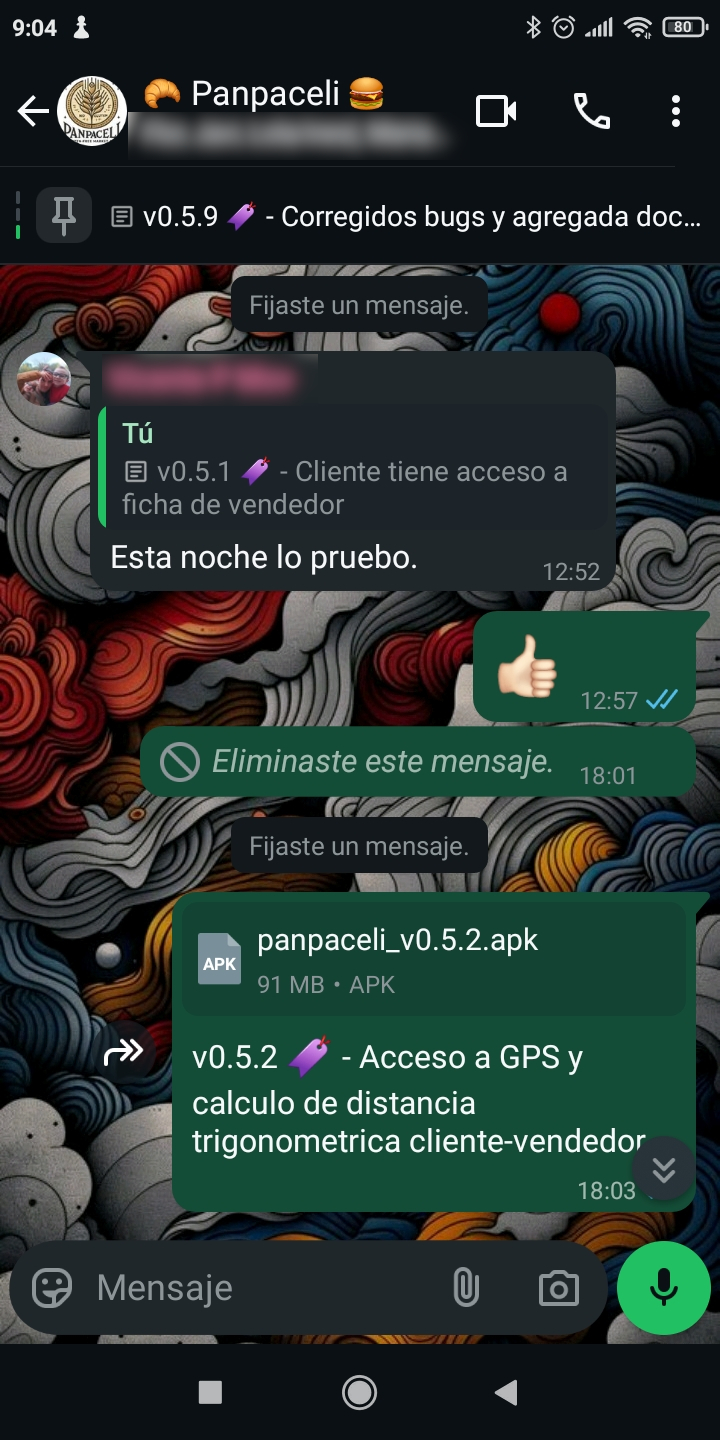 9:04
80
🥐 Panpaceli 🍔
PANPACELI
v0.5.9 🔖 - Corregidos bugs y agregada doc...
Fijaste un mensaje.
Tú
v0.5.1 🔖 - Cliente tiene acceso a
ficha de vendedor
Esta noche lo pruebo.
12:52
👍🏻
12:57
Eliminaste este mensaje.
18:01
Fijaste un mensaje.
APK
panpaceli_v0.5.2.apk
91 MB • APK
v0.5.2 🔖 - Acceso a GPS y
calculo de distancia
trigonometrica cliente-vendedor
18:03
Mensaje